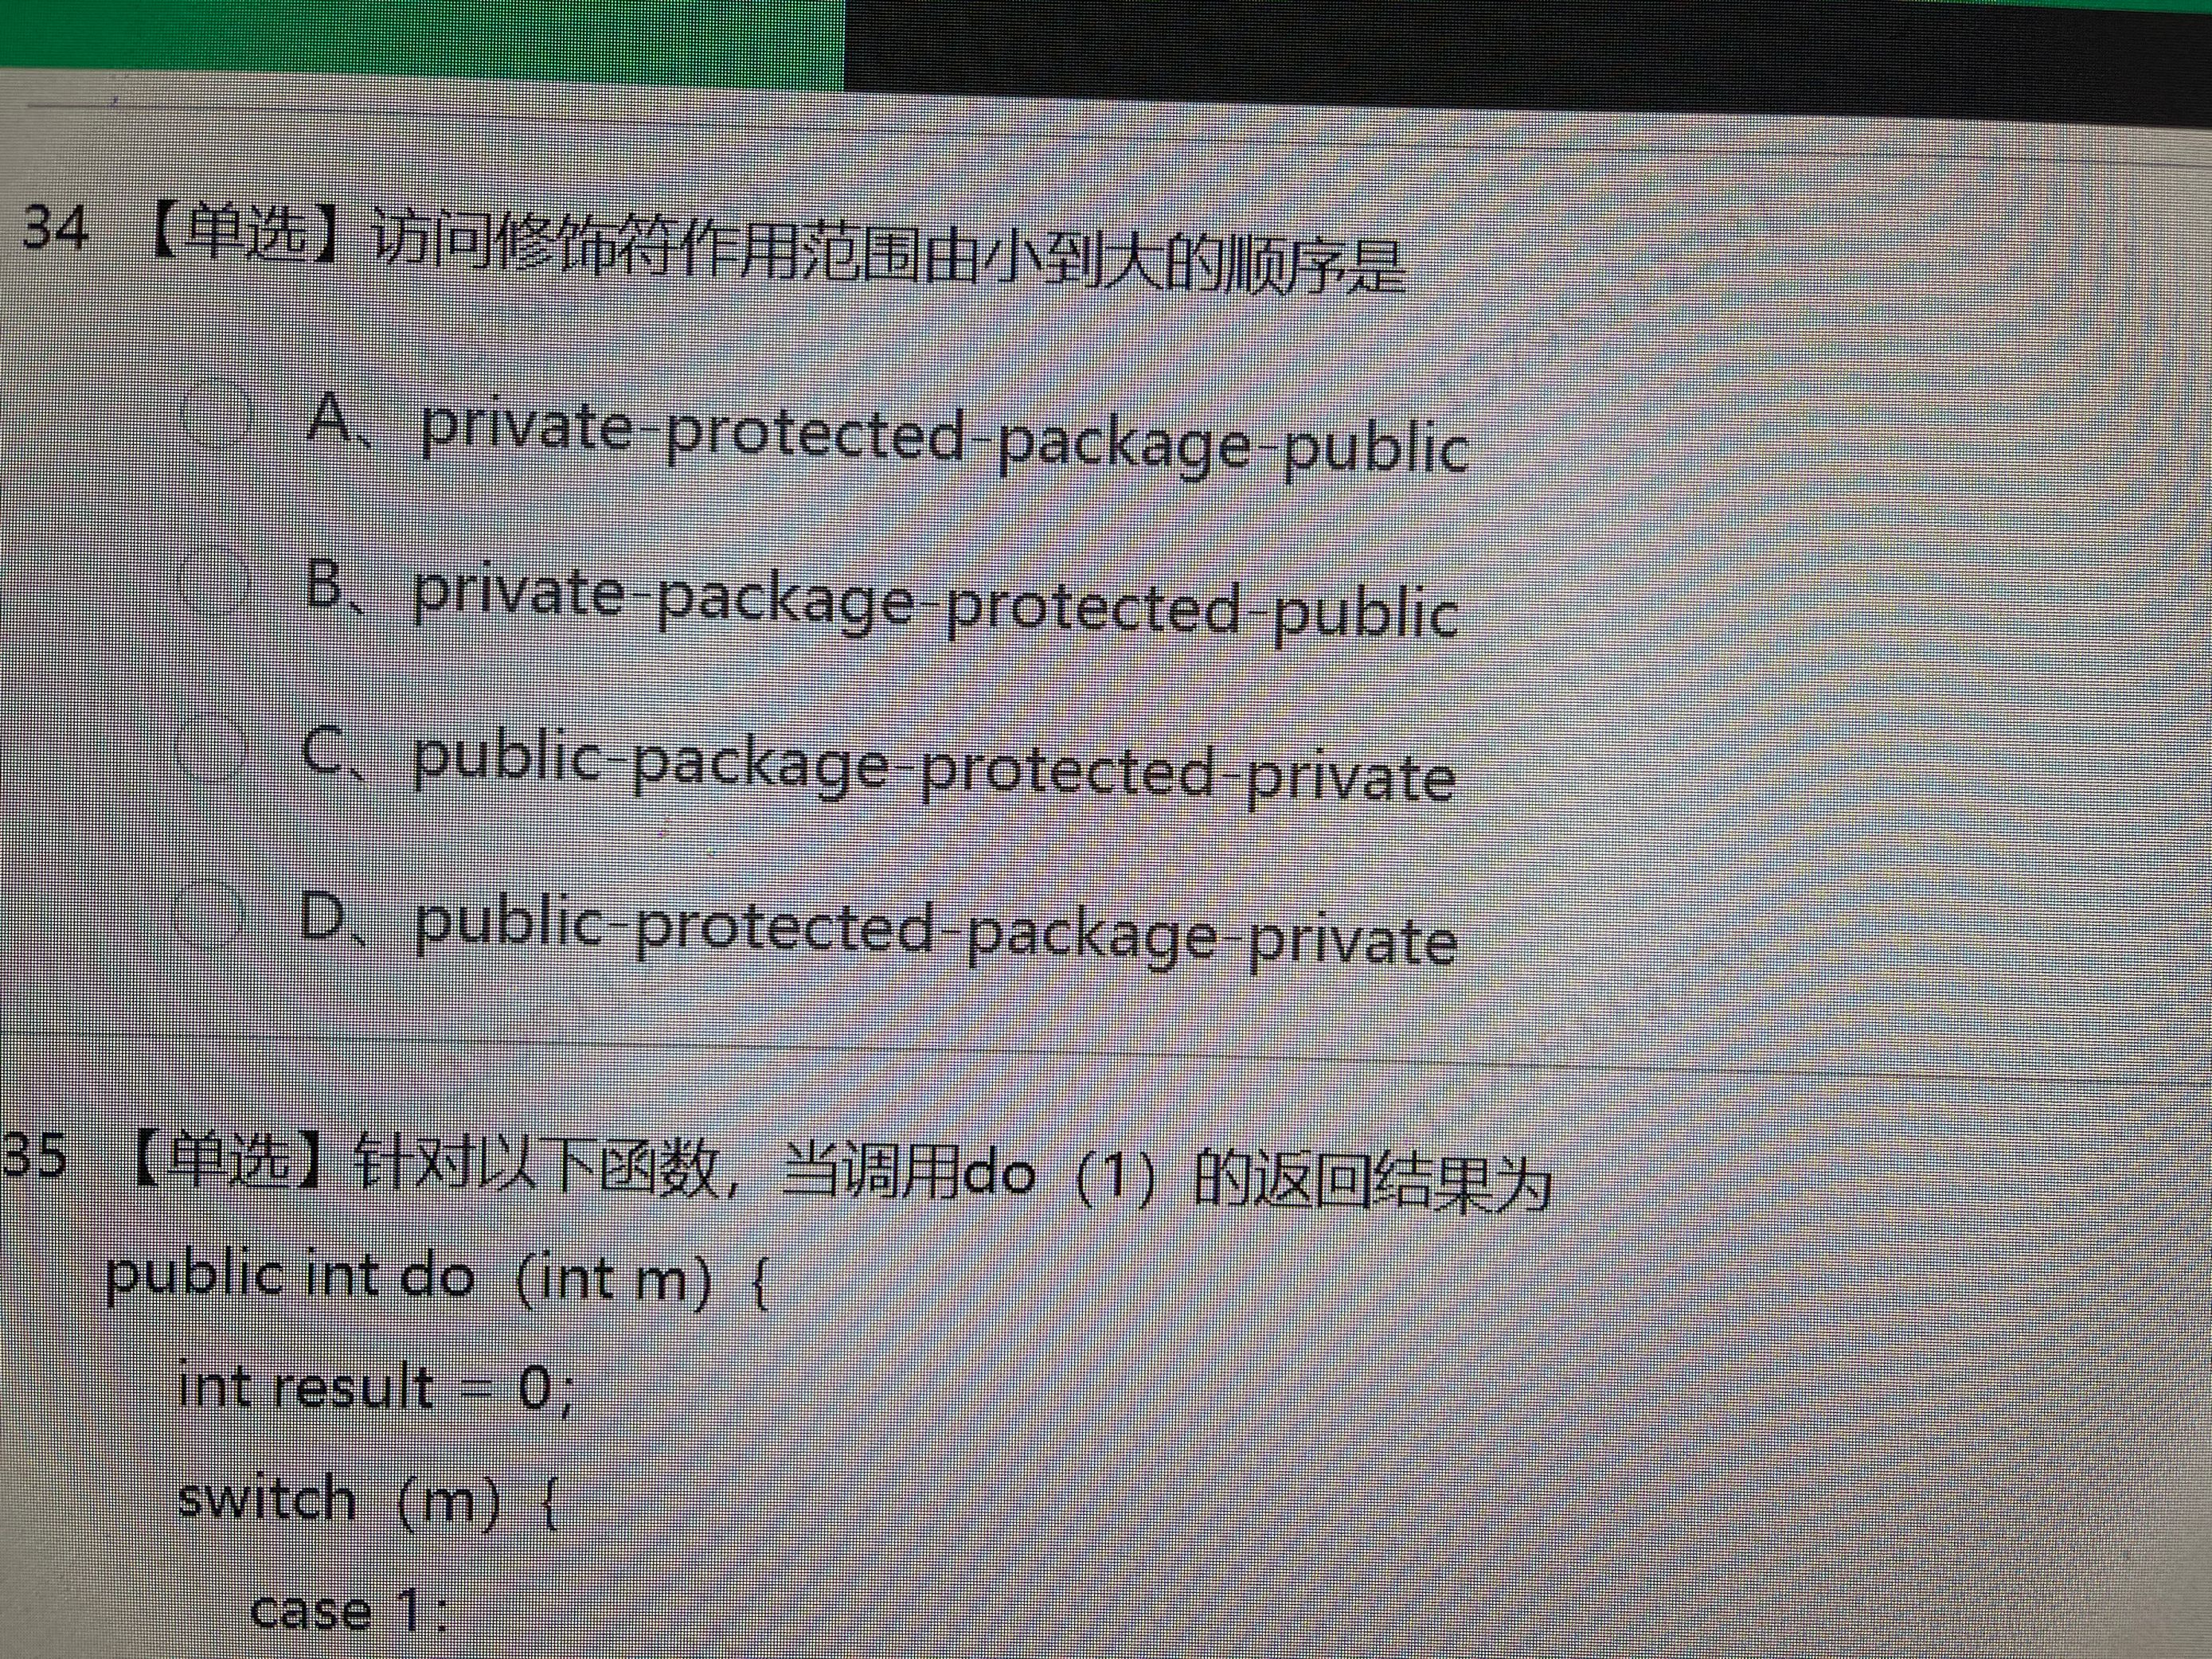 34 【单选】访问修饰符作用范围由小到大的顺序是
A、private-protected-package-public
B、private-package-protected-public
C、public-package-protected-private
D、public-protected-package-private
35 【单选】针对以下函数，当调用do（1）的返回结果为
public int do（int m）{
int result = 0;
switch（m）{
case 1: